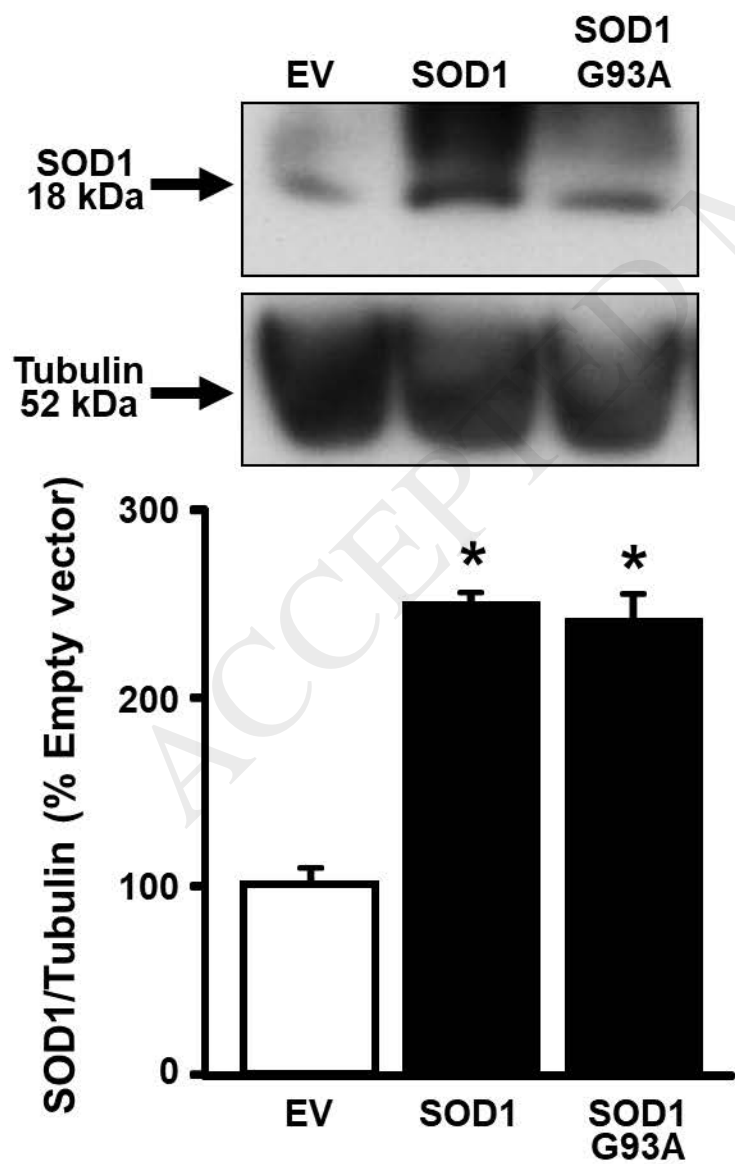 EV SOD1 SOD1
G93A
SOD1
18 kDa
Tubulin
52 kDa
SOD1/Tubulin (% Empty vector)
300
*
*
200
100
0
EV SOD1 SOD1
G93A
ACCEPTED M